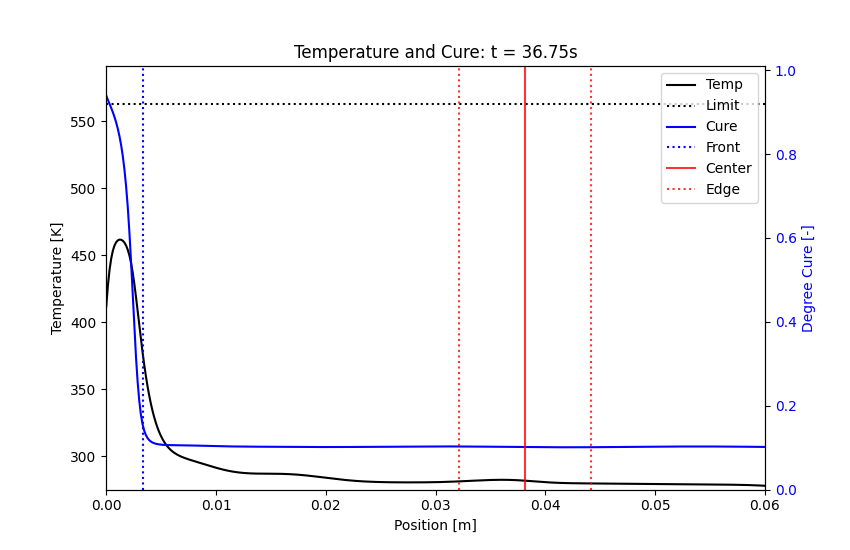 Temperature and Cure: t = 36.75s
Temp
Limit
Cure
Front
Center
Edge
Temperature [K]
550
500
450
400
350
300
Degree Cure [-]
1.0
0.8
0.6
0.4
0.2
0.0
0.00 0.01 0.02 0.03 0.04 0.05 0.06
Position [m]